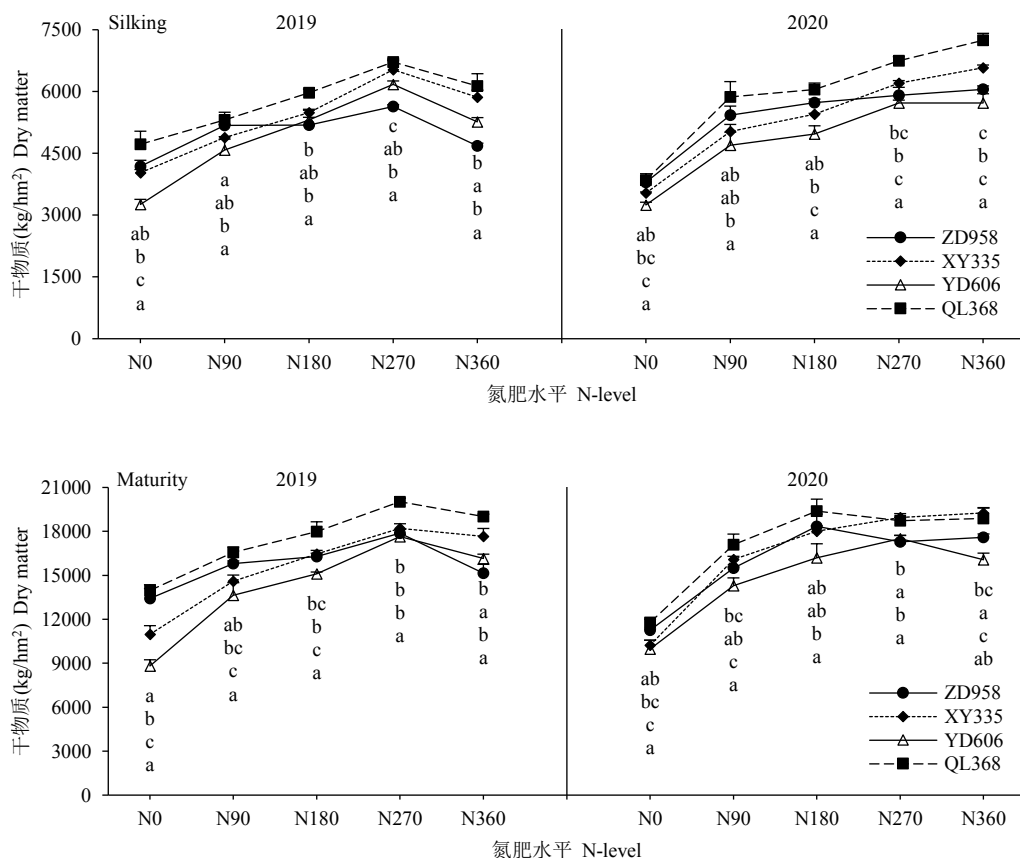 Silking
2019
2020
7500
6000
4500
3000
1500
0
干物质(kg/hm²) Dry matter
ab
b
c
a
a
ab
b
a
b
ab
b
a
c
ab
b
a
b
a
b
a
ab
bc
c
a
ab
ab
b
a
ab
b
c
a
bc
b
c
a
c
b
c
a
ZD958
XY335
YD606
QL368
N0 N90 N180 N270 N360 N0 N90 N180 N270 N360
氮肥水平 N-level
Maturity
2019
2020
21000
18000
15000
12000
9000
6000
3000
0
干物质(kg/hm²) Dry matter
a
b
c
a
ab
bc
c
a
bc
b
c
a
b
b
b
a
b
a
b
a
ab
bc
c
a
bc
ab
c
a
ab
ab
b
a
b
a
b
a
bc
a
c
ab
ZD958
XY335
YD606
QL368
N0 N90 N180 N270 N360 N0 N90 N180 N270 N360
氮肥水平 N-level